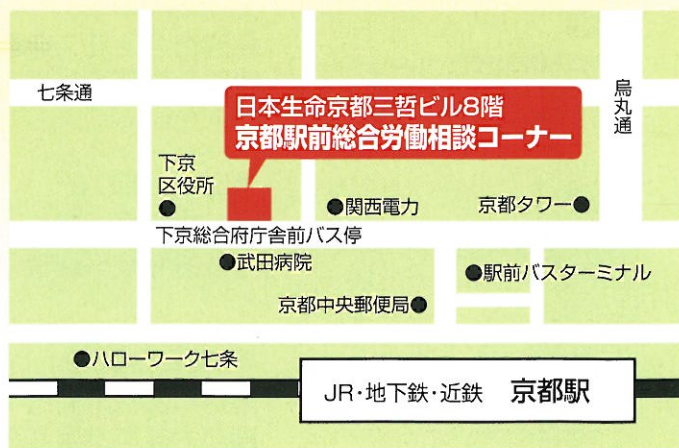 七条通
烏丸通
日本生命京都三哲ビル8階
京都駅前総合労働相談コーナー
下京
区役所
関西電力
京都タワー
下京総合府庁舎前バス停
武田病院
駅前バスターミナル
京都中央郵便局
ハローワーク七条
JR・地下鉄・近鉄 京都駅